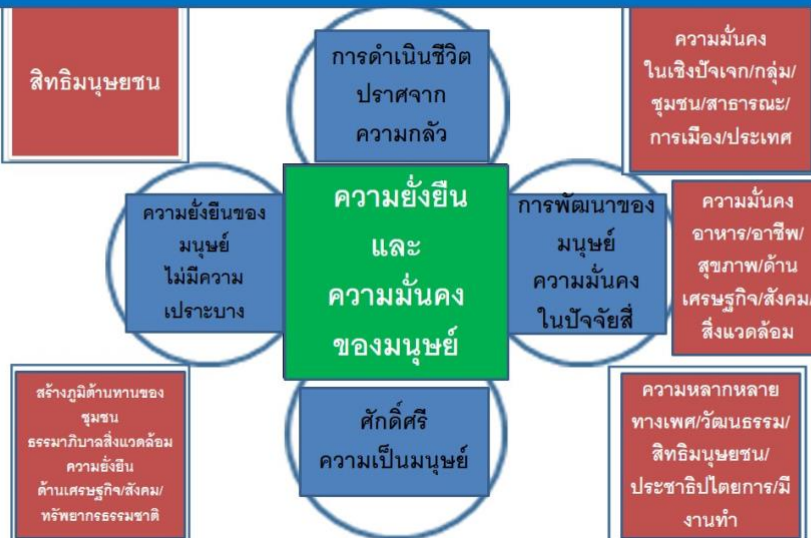 สิทธิมนุษยชน
การดำเนินชีวิต
ปราศจาก
ความกลัว
ความมั่นคง
ในเชิงปัจเจก/กลุ่ม/
ชุมชน/สาธารณะ/
การเมือง/ประเทศ
ความยั่งยืนของ
มนุษย์
ไม่มีความ
เปราะบาง
ความยั่งยืน
และ
ความมั่นคง
ของมนุษย์
การพัฒนาของ
มนุษย์
ความมั่นคง
ในปัจจัยสี่
ความมั่นคง
อาหาร/อาชีพ/
สุขภาพ/ด้าน
เศรษฐกิจ/สังคม/
สิ่งแวดล้อม
สร้างภูมิต้านทานของ
ชุมชน
ธรรมาภิบาลสิ่งแวดล้อม
ความยั่งยืน
ด้านเศรษฐกิจ/สังคม/
ทรัพยากรธรรมชาติ
ศักดิ์ศรี
ความเป็นมนุษย์
ความหลากหลาย
ทางเพศ/วัฒนธรรม/
สิทธิมนุษยชน/
ประชาธิปไตยการ/มี
งานทำ